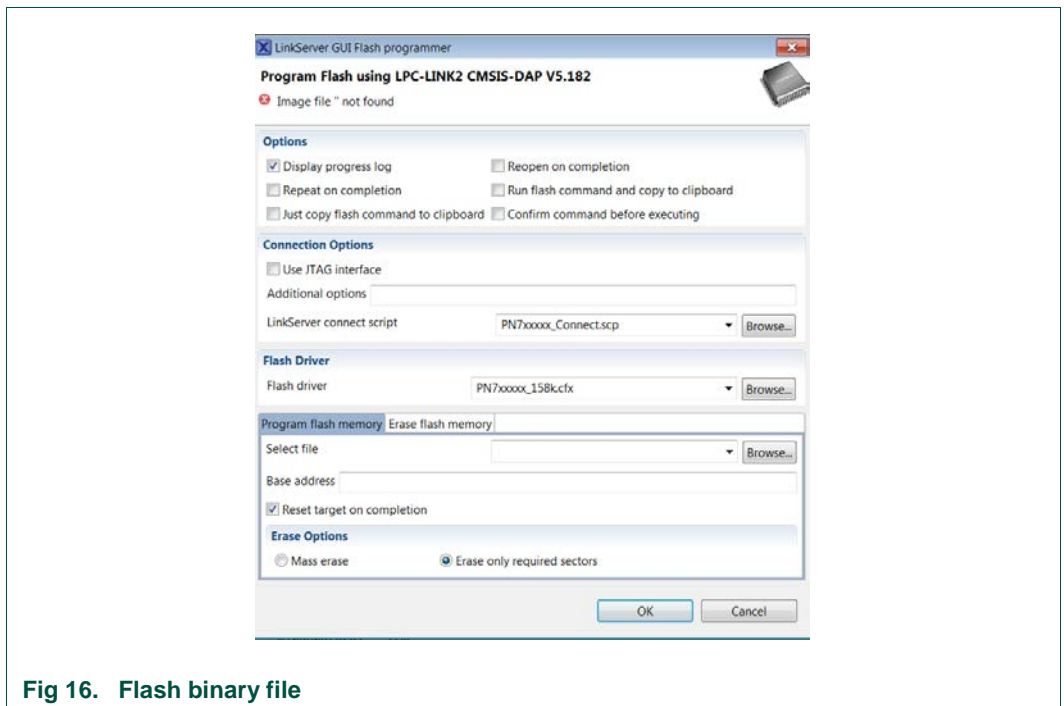 LinkServer GUI Flash programmer
Program Flash using LPC-LINK2 CMSIS-DAP V5.182
Image file '' not found
Options
Display progress log Reopen on completion
Repeat on completion Run flash command and copy to clipboard
Just copy flash command to clipboard Confirm command before executing
Connection Options
Use JTAG interface
Additional options
LinkServer connect script PN7xxxxx_Connect.scp Browse...
Flash Driver
Flash driver PN7xxxxx_158k.cfx Browse...
Program flash memory Erase flash memory
Select file Browse...
Base address
Reset target on completion
Erase Options
Mass erase Erase only required sectors
OK Cancel
Fig 16. Flash binary file